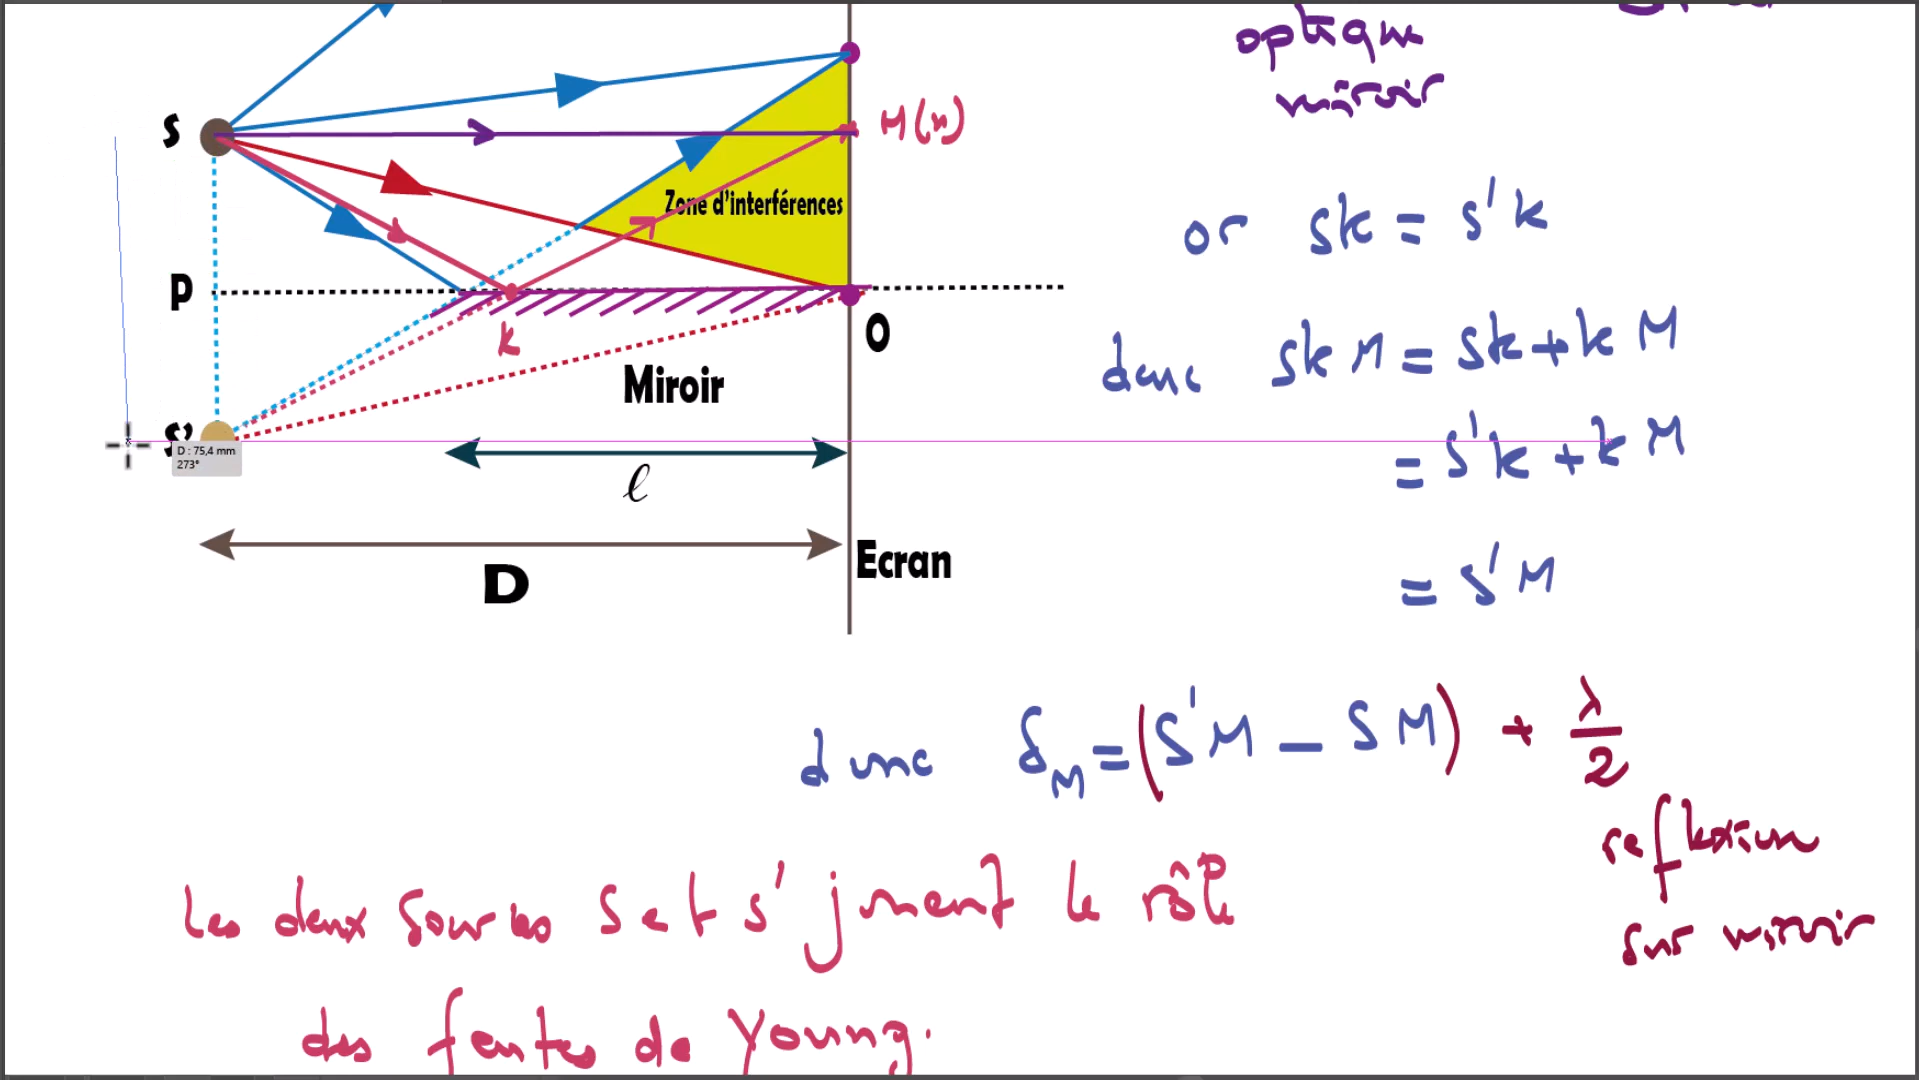 optique
miroir
S
M(x)
Zone d'interférences
or SK = S'K
P
K
O
donc SKM = SK + KM
Miroir
= S'K + KM
S'
D : 75,4 mm
273°
ℓ
Ecran
D
= S'M
donc δM = (S'M - SM) + λ/2
reflexion
sur miroir
Les deux sources S et S' jouent le rôle
des fentes de Young.